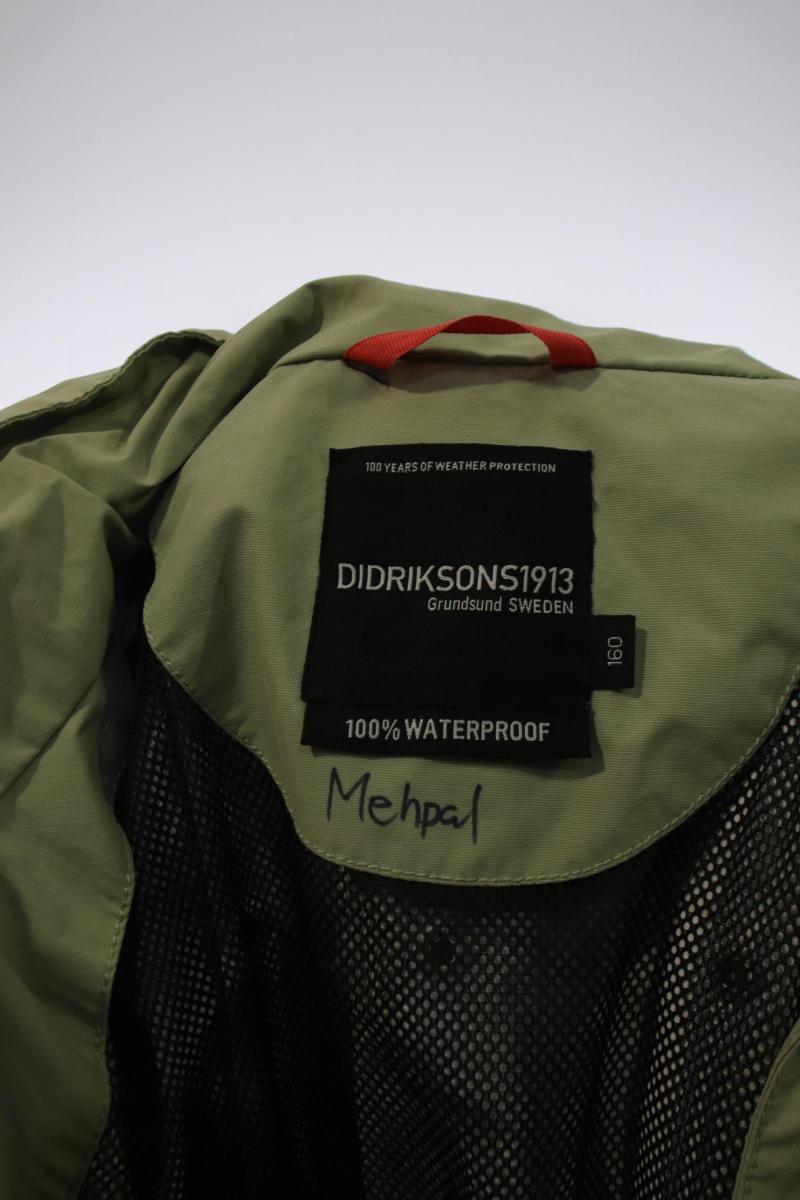 100 YEARS OF WEATHER PROTECTION
DIDRIKSONS1913
Grundsund SWEDEN
160
100% WATERPROOF
Mehpal